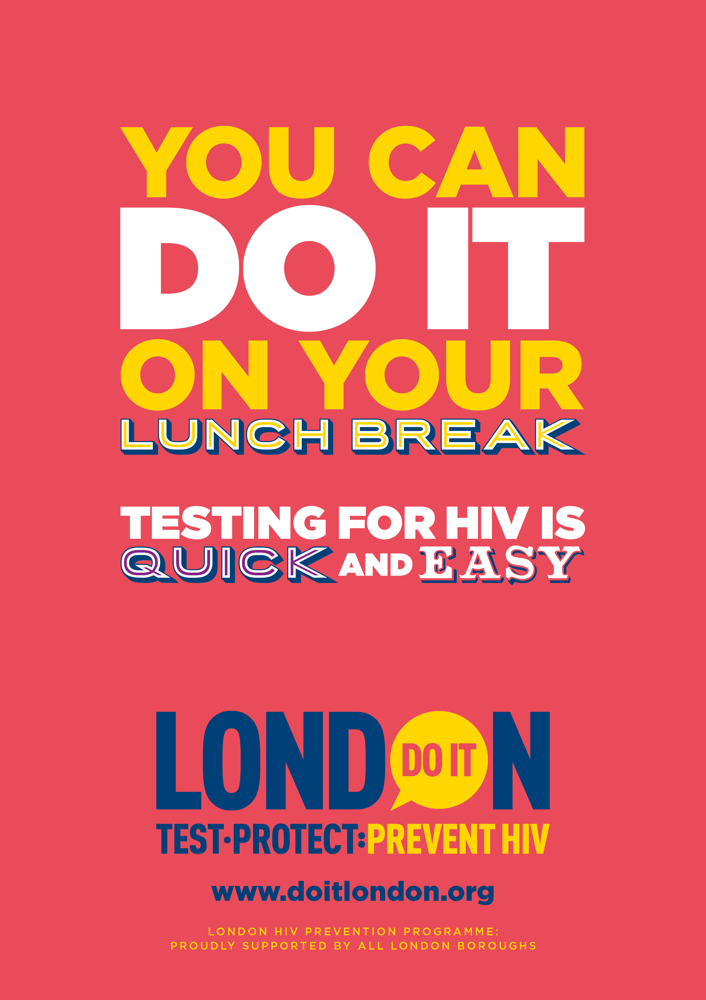 YOU CAN
DO IT
ON YOUR
LUNCH BREAK
TESTING FOR HIV IS
QUICK AND EASY
LONDON
DO IT
TEST·PROTECT:PREVENT HIV
www.doitlondon.org
LONDON HIV PREVENTION PROGRAMME:
PROUDLY SUPPORTED BY ALL LONDON BOROUGHS